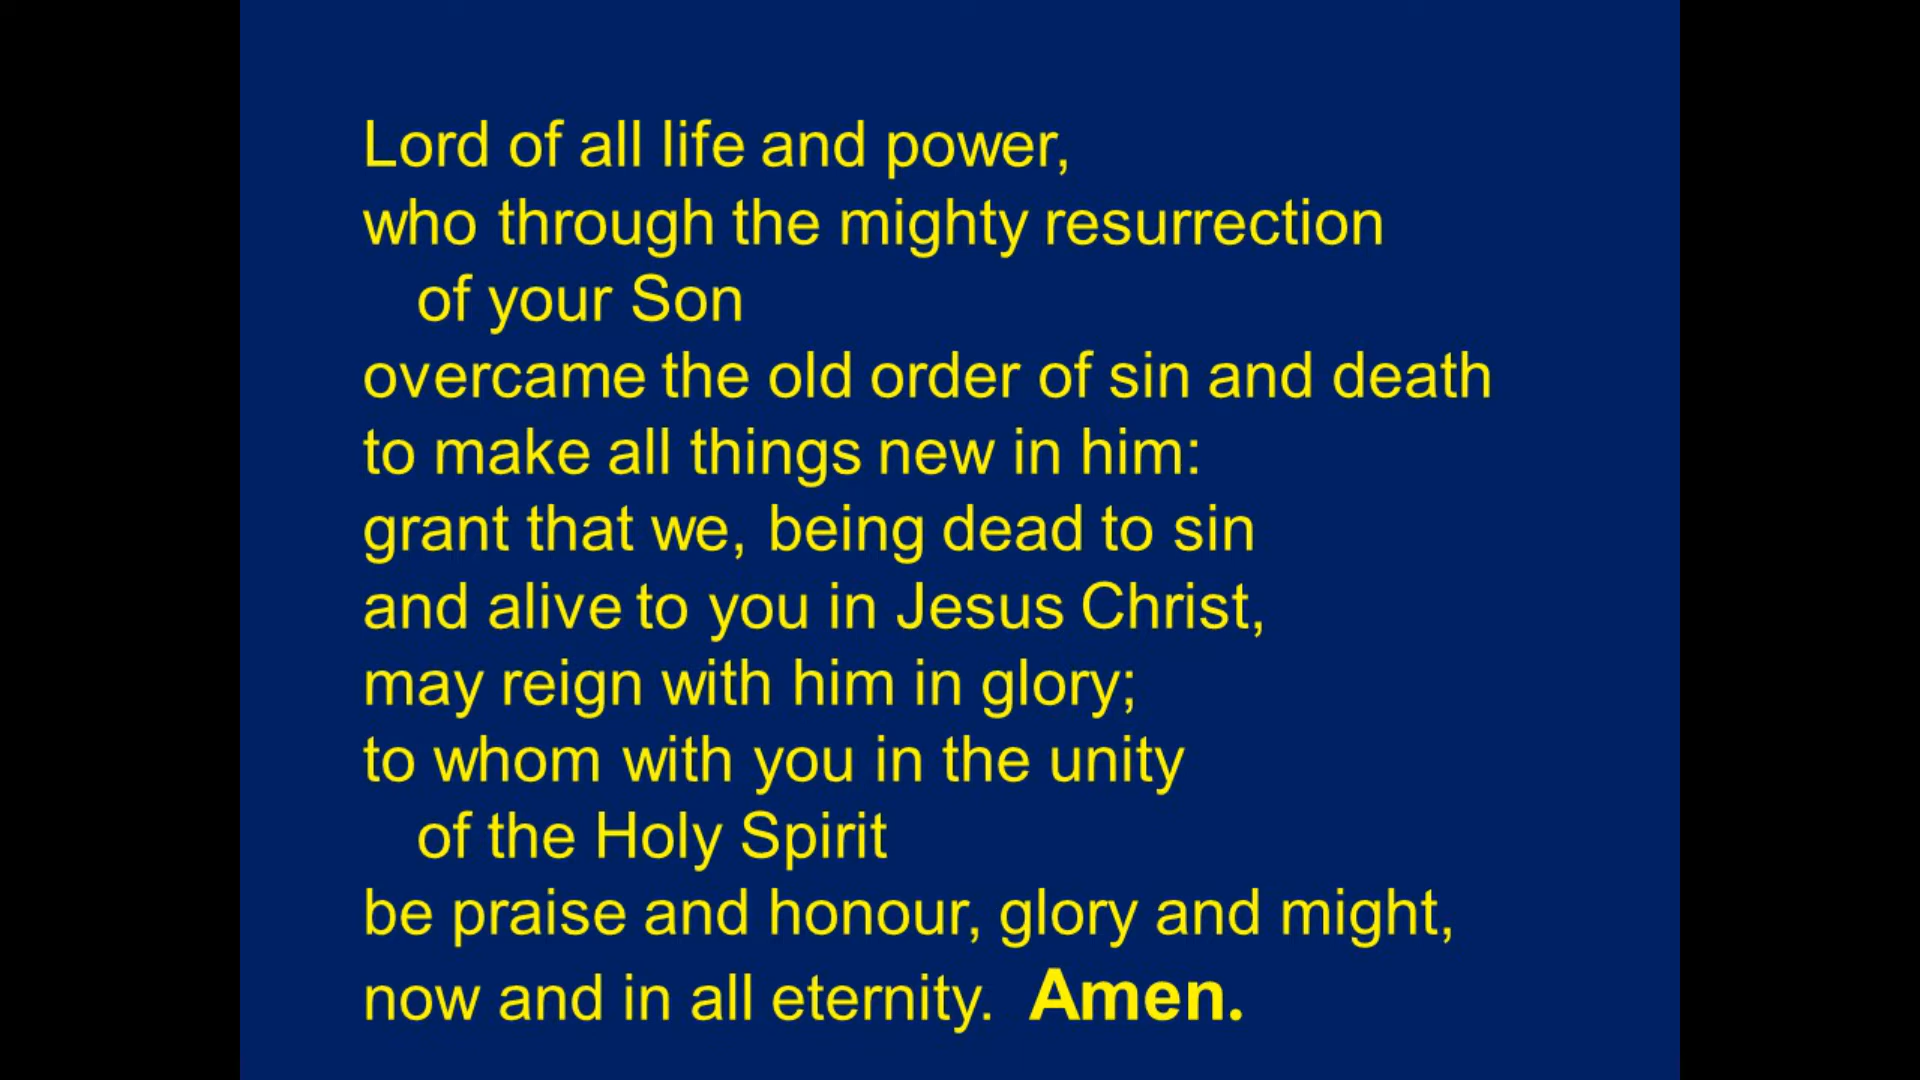 Lord of all life and power,
who through the mighty resurrection
of your Son
overcame the old order of sin and death
to make all things new in him:
grant that we, being dead to sin
and alive to you in Jesus Christ,
may reign with him in glory;
to whom with you in the unity
of the Holy Spirit
be praise and honour, glory and might,
now and in all eternity. Amen.